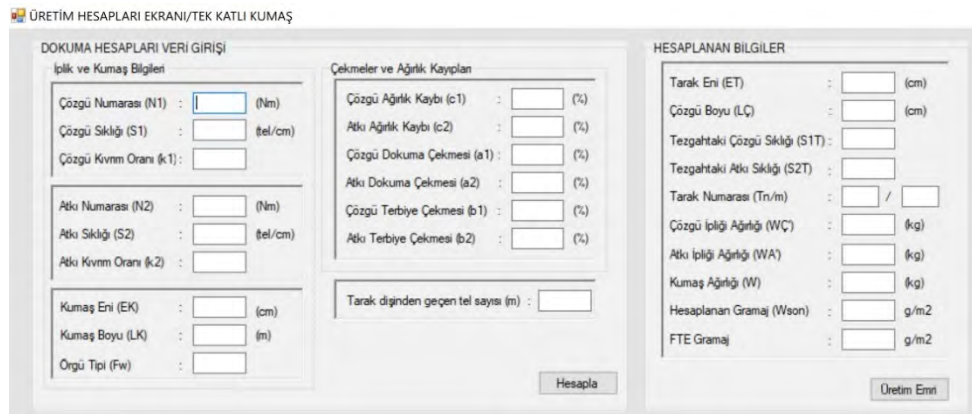 ÜRETİM HESAPLARI EKRANI/TEK KATLI KUMAŞ
DOKUMA HESAPLARI VERİ GİRİŞİ
İplik ve Kumaş Bilgileri
Çözgü Numarası (N1) : (Nm)
Çözgü Sıklığı (S1) : (tel/cm)
Çözgü Kıvrım Oranı (k1) :
Atkı Numarası (N2) : (Nm)
Atkı Sıklığı (S2) : (tel/cm)
Atkı Kıvrım Oranı (k2) :
Kumaş Eni (EK) : (cm)
Kumaş Boyu (LK) : (m)
Örgü Tipi (Fw) :
Çekmeler ve Ağırlık Kayıpları
Çözgü Ağırlık Kaybı (c1) : (%)
Atkı Ağırlık Kaybı (c2) : (%)
Çözgü Dokuma Çekmesi (a1) : (%)
Atkı Dokuma Çekmesi (a2) : (%)
Çözgü Terbiye Çekmesi (b1) : (%)
Atkı Terbiye Çekmesi (b2) : (%)
Tarak dişinden geçen tel sayısı (m) :
Hesapla
HESAPLANAN BİLGİLER
Tarak Eni (ET) : (cm)
Çözgü Boyu (LÇ) : (cm)
Tezgahtaki Çözgü Sıklığı (S1T) :
Tezgahtaki Atkı Sıklığı (S2T) :
Tarak Numarası (Tn/m) : /
Çözgü İpliği Ağırlığı (WÇ') : (kg)
Atkı İpliği Ağırlığı (WA') : (kg)
Kumaş Ağırlığı (W) : (kg)
Hesaplanan Gramaj (Wson) : g/m2
FTE Gramaj : g/m2
Üretim Emri